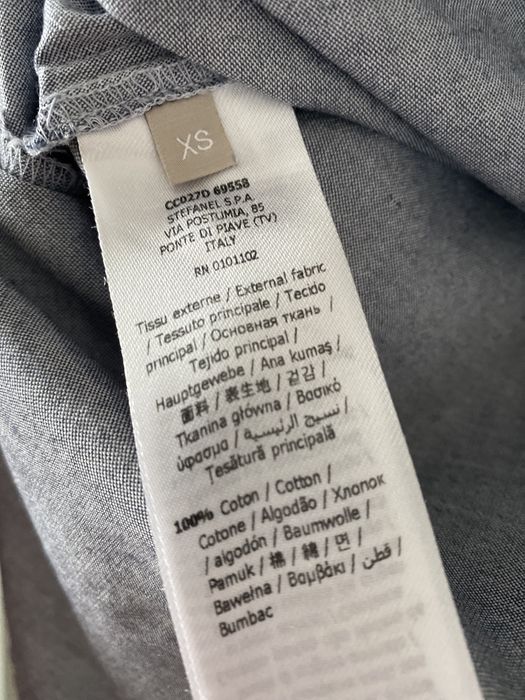 XS
CC027D 69558
STEFANEL S.P.A.
VIA POSTUMIA, 85
PONTE DI PIAVE (TV)
ITALY
RN 0101102
Tissu externe / External fabric
/ Tessuto principale / Tecido
principal / Основная ткань /
Tejido principal /
Hauptgewebe / Ana kumaş /
面料 / 表生地 / 겉감 /
Tkanina główna / Βασικό
ύφασμα / نسيج الرئيسية /
Țesătură principală
100% Coton / Cotton /
Cotone / Algodão / Хлопок
/ algodón / Baumwolle /
Pamuk / 棉 / 綿 / 면 /
Bawełna / Βαμβάκι / قطن /
Bumbac